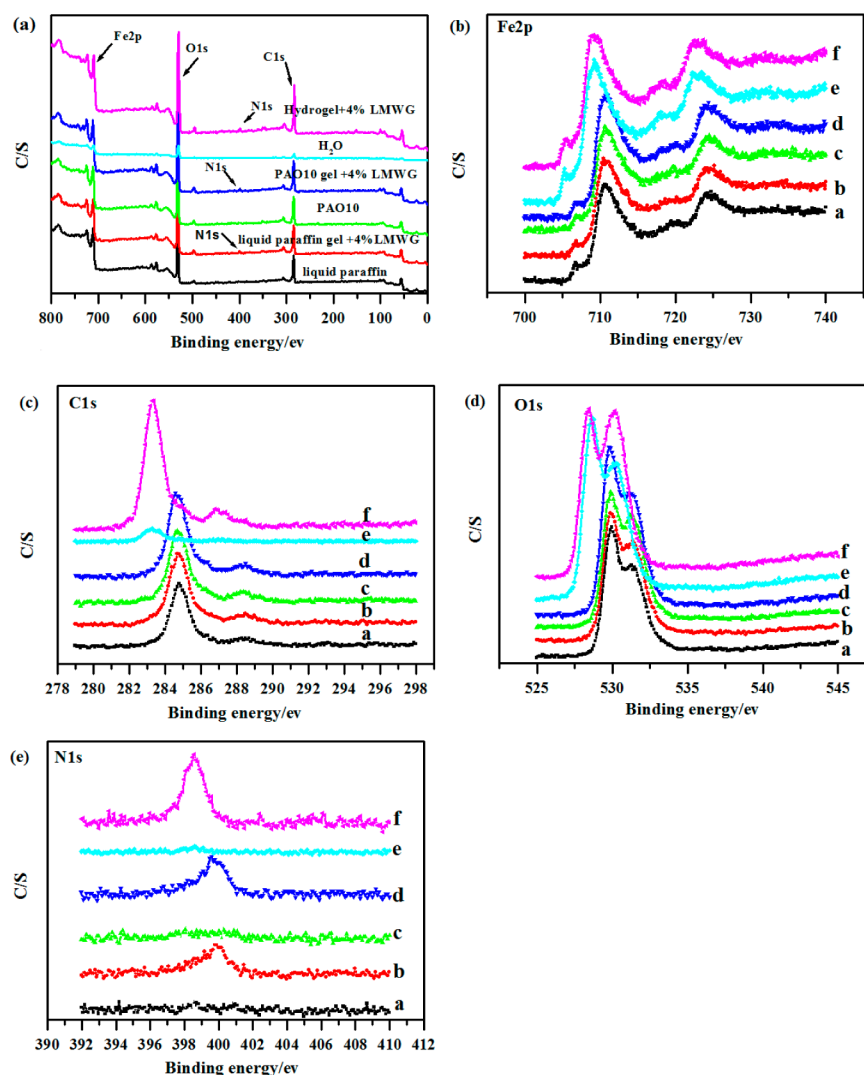 (a)
Fe2p
O1s
C1s
N1s
Hydrogel+4% LMWG
H2O
N1s
PAO10 gel +4% LMWG
PAO10
N1s
liquid paraffin gel +4%LMWG
liquid paraffin
C/S
800 700 600 500 400 300 200 100 0
Binding energy/ev
(b)
Fe2p
f
e
d
c
b
a
C/S
700 710 720 730 740
Binding energy/ev
(c)
C1s
f
e
d
c
b
a
C/S
278 280 282 284 286 288 290 292 294 296 298
Binding energy/ev
(d)
O1s
f
e
d
c
b
a
C/S
525 530 535 540 545
Binding energy/ev
(e)
N1s
f
e
d
c
b
a
C/S
390 392 394 396 398 400 402 404 406 408 410 412
Binding energy/ev